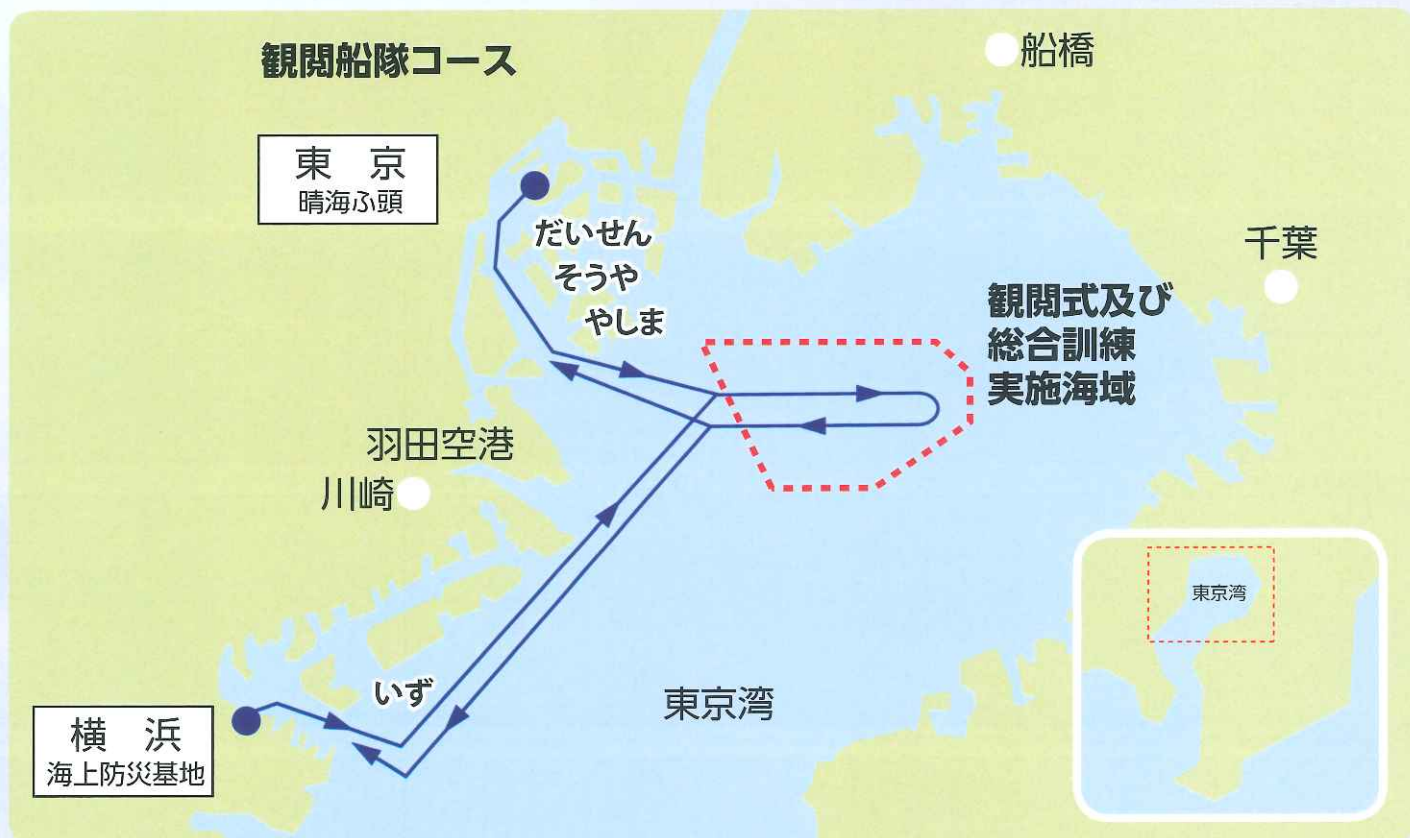 観閲船隊コース
船橋
東　京
晴海ふ頭
だいせん
そうや
やしま
千葉
観閲式及び
総合訓練
実施海域
羽田空港
川崎
東京湾
いず
東京湾
横　浜
海上防災基地